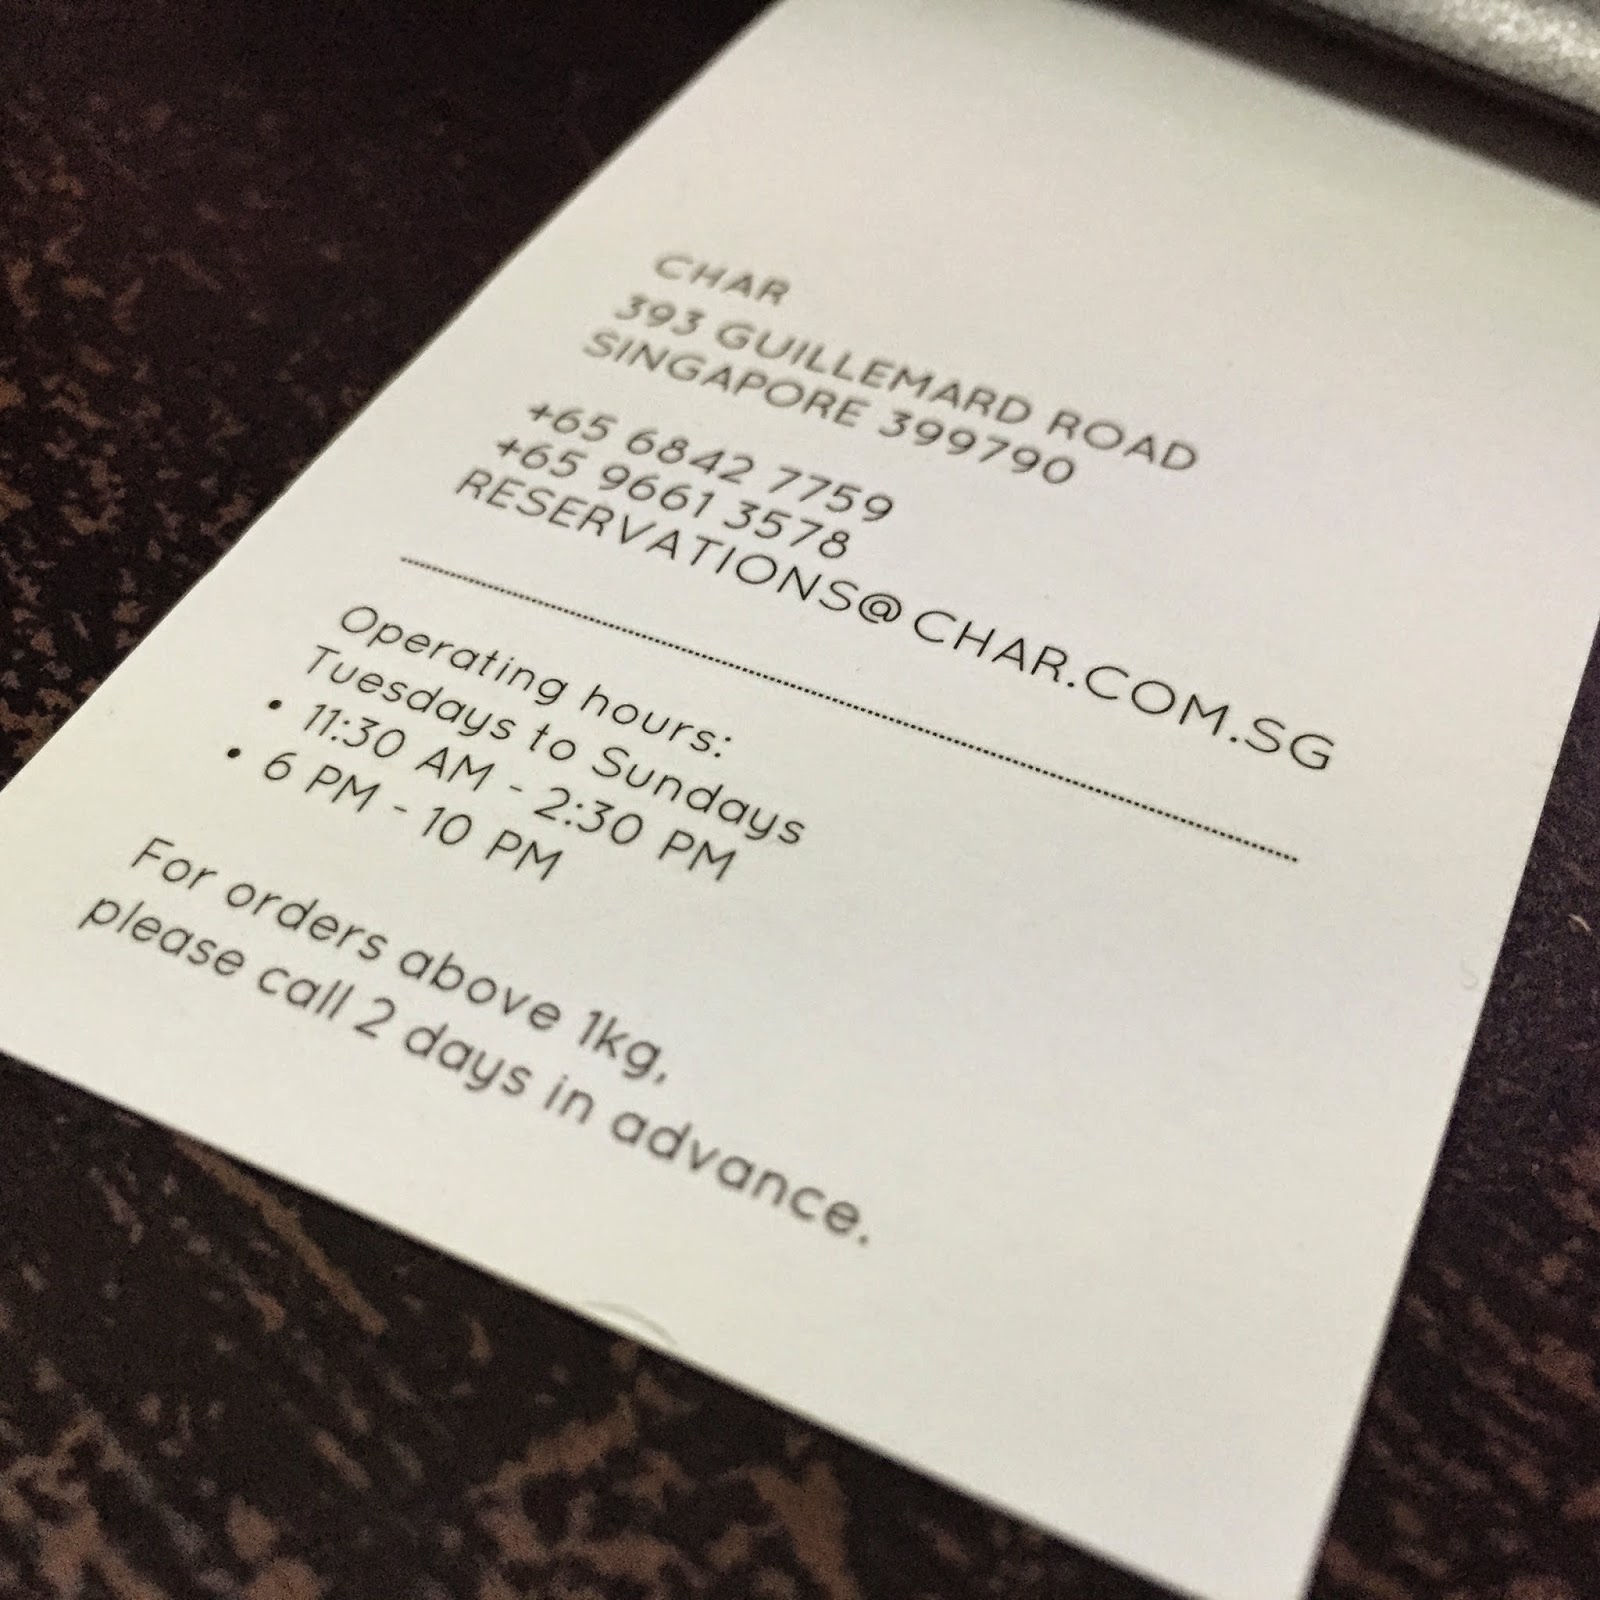 CHAR
393 GUILLEMARD ROAD
SINGAPORE 399790
+65 6842 7759
+65 9661 3578
RESERVATIONS@CHAR.COM.SG
Operating hours:
Tuesdays to Sundays
• 11:30 AM - 2:30 PM
• 6 PM - 10 PM
For orders above 1kg,
please call 2 days in advance.